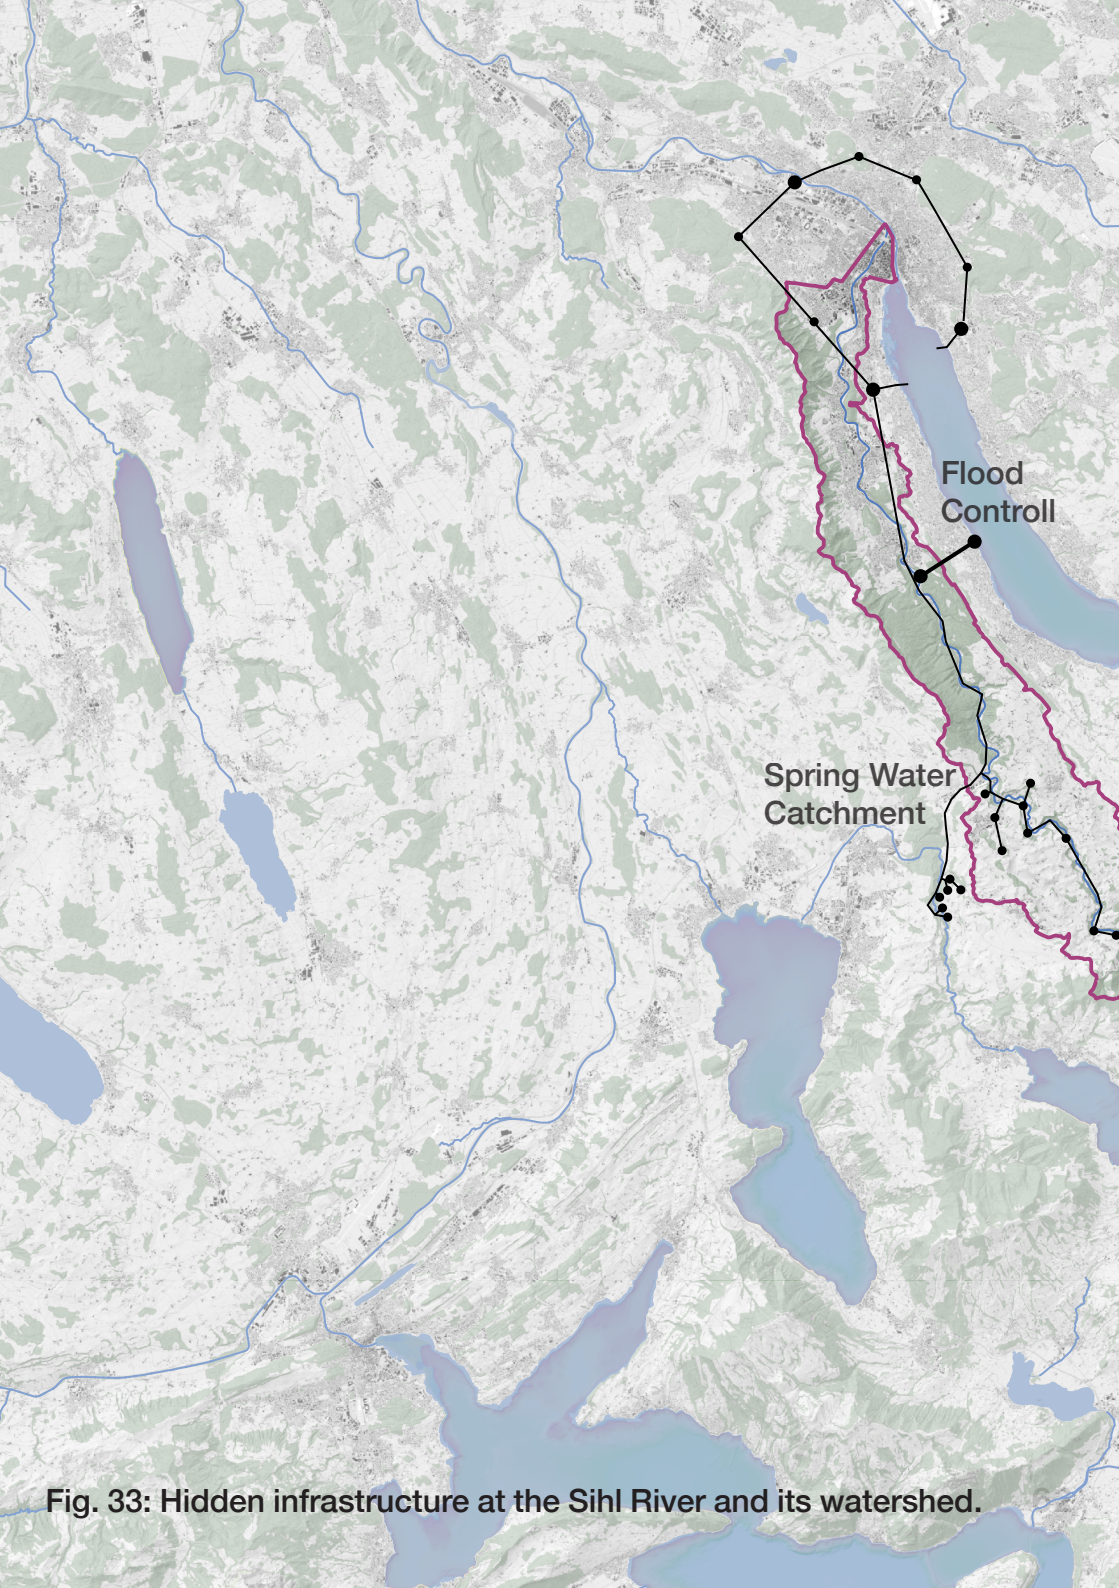 Flood
Controll
Spring Water
Catchment
Fig. 33: Hidden infrastructure at the Sihl River and its watershed.